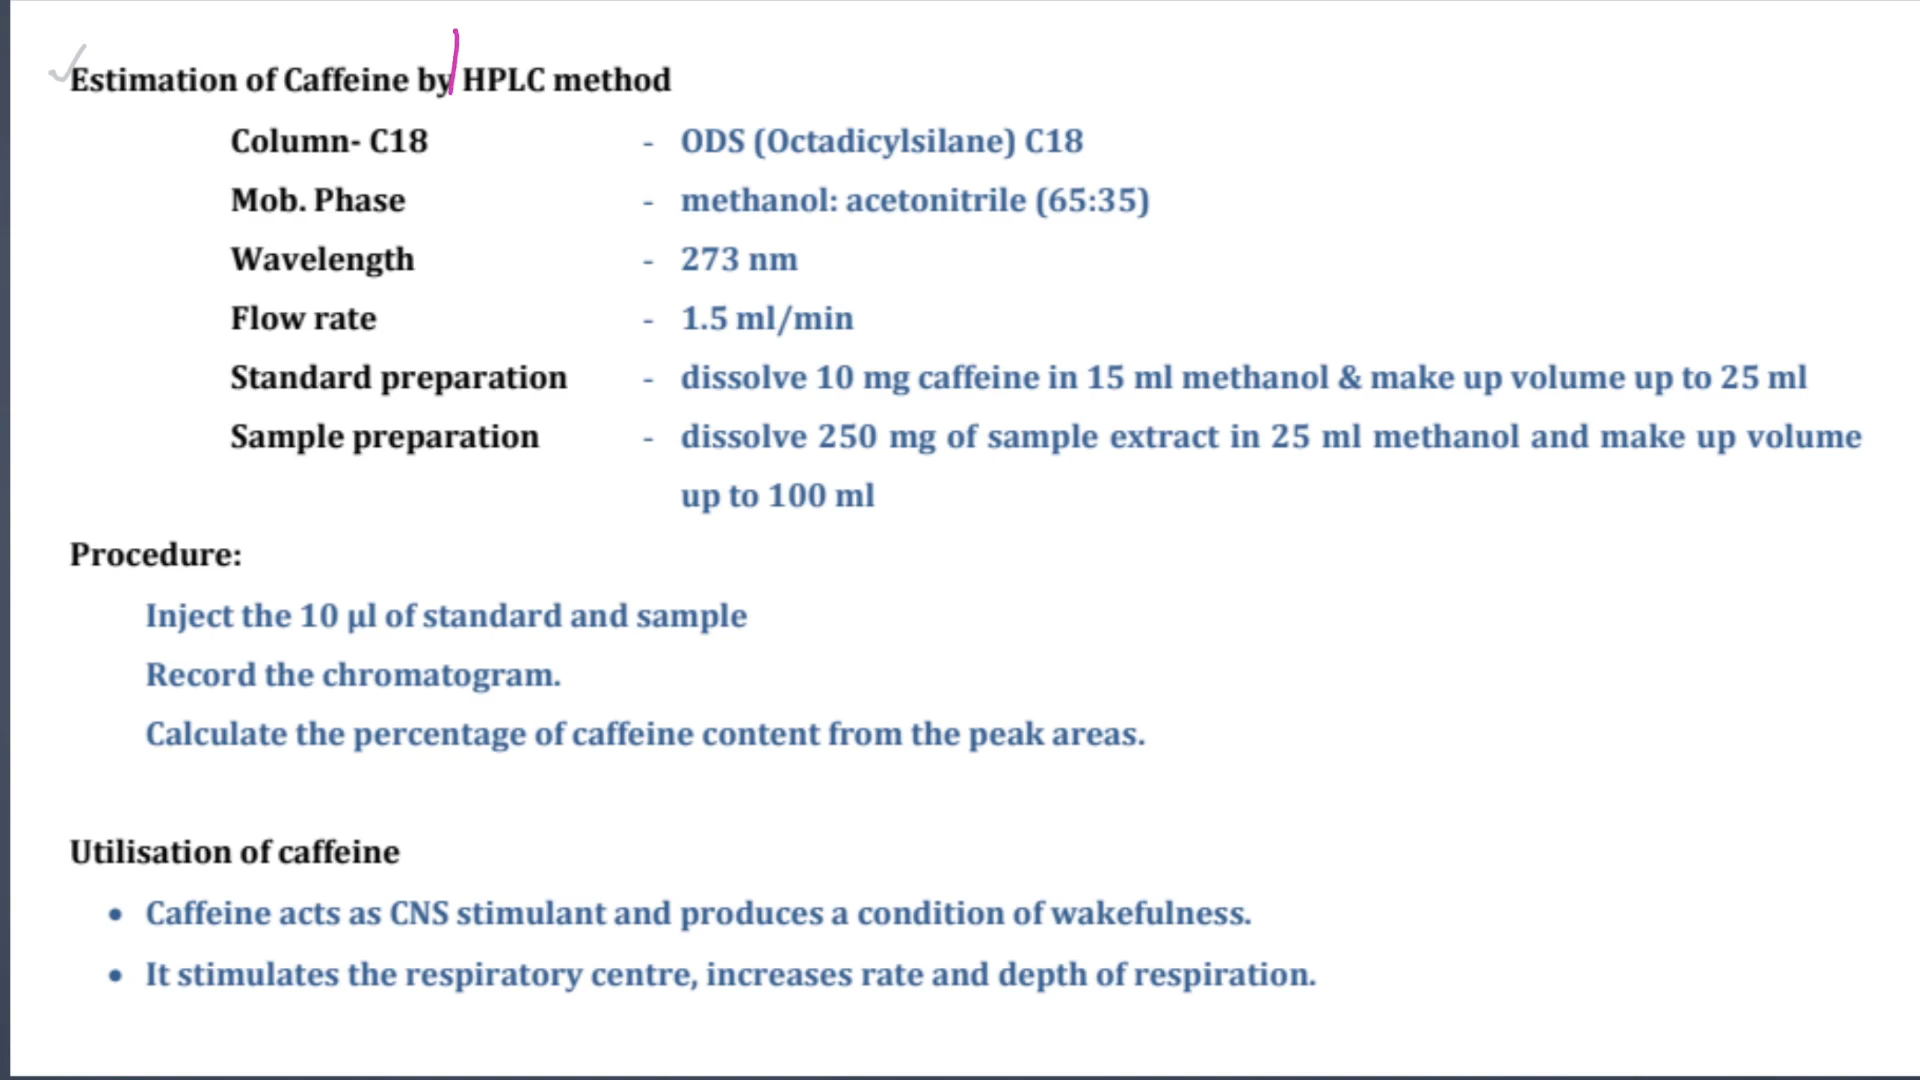 Estimation of Caffeine by HPLC method
Column- C18 - ODS (Octadicylsilane) C18
Mob. Phase - methanol: acetonitrile (65:35)
Wavelength - 273 nm
Flow rate - 1.5 ml/min
Standard preparation - dissolve 10 mg caffeine in 15 ml methanol & make up volume up to 25 ml
Sample preparation - dissolve 250 mg of sample extract in 25 ml methanol and make up volume
up to 100 ml
Procedure:
Inject the 10 µl of standard and sample
Record the chromatogram.
Calculate the percentage of caffeine content from the peak areas.
Utilisation of caffeine
• Caffeine acts as CNS stimulant and produces a condition of wakefulness.
• It stimulates the respiratory centre, increases rate and depth of respiration.